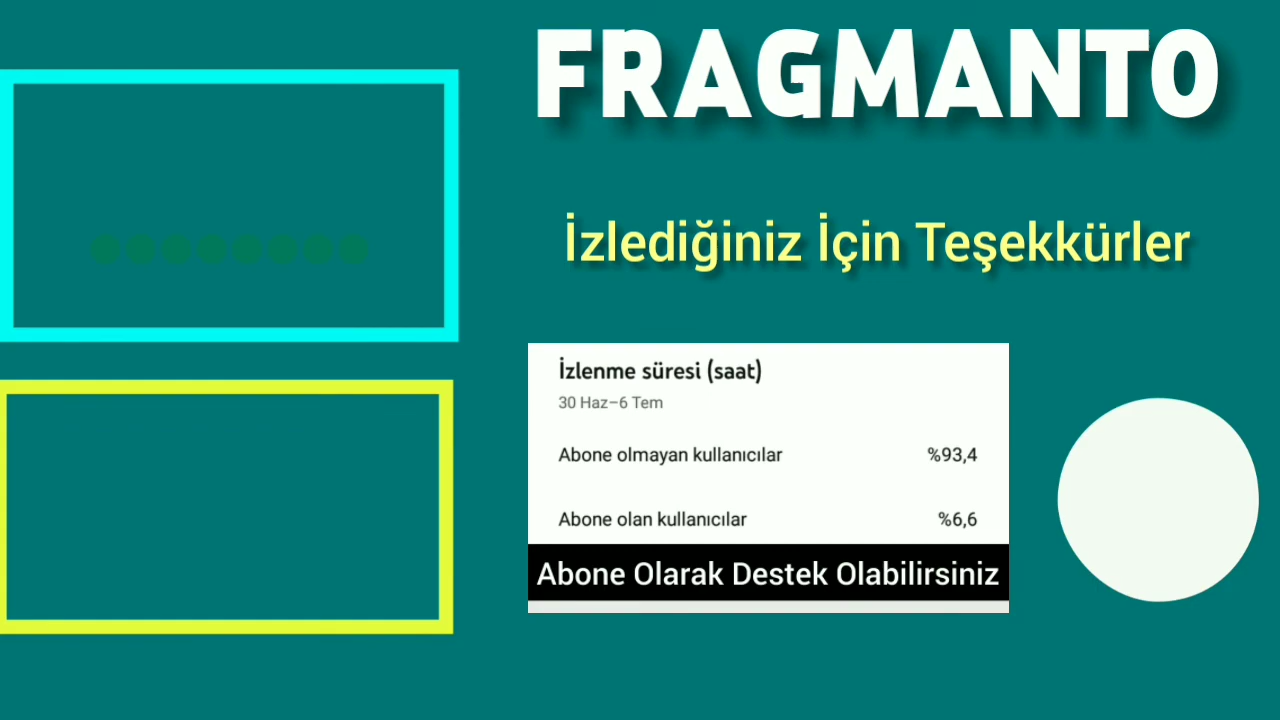 FRAGMANTO
İzlediğiniz İçin Teşekkürler
İzlenme süresi (saat)
30 Haz–6 Tem
Abone olmayan kullanıcılar %93,4
Abone olan kullanıcılar %6,6
Abone Olarak Destek Olabilirsiniz